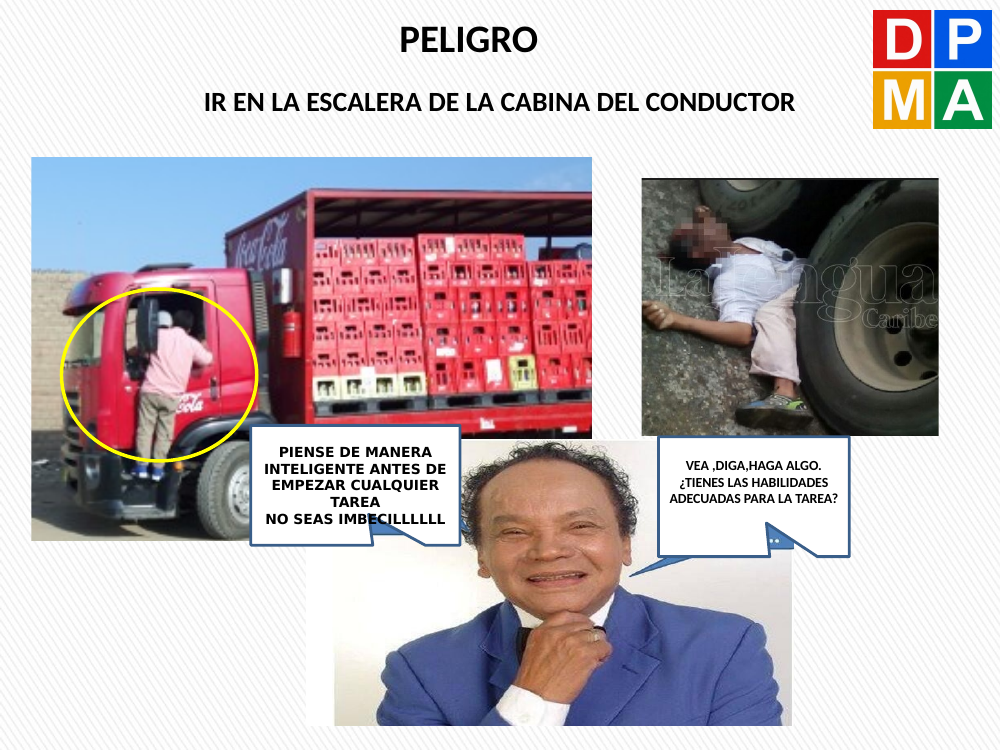 PELIGRO
D P
M A
IR EN LA ESCALERA DE LA CABINA DEL CONDUCTOR
Coca-Cola
Cola
La Lengua
Caribe
PIENSE DE MANERA
INTELIGENTE ANTES DE
EMPEZAR CUALQUIER
TAREA
NO SEAS IMBECILLLLLL
VEA ,DIGA,HAGA ALGO.
¿TIENES LAS HABILIDADES
ADECUADAS PARA LA TAREA?
...